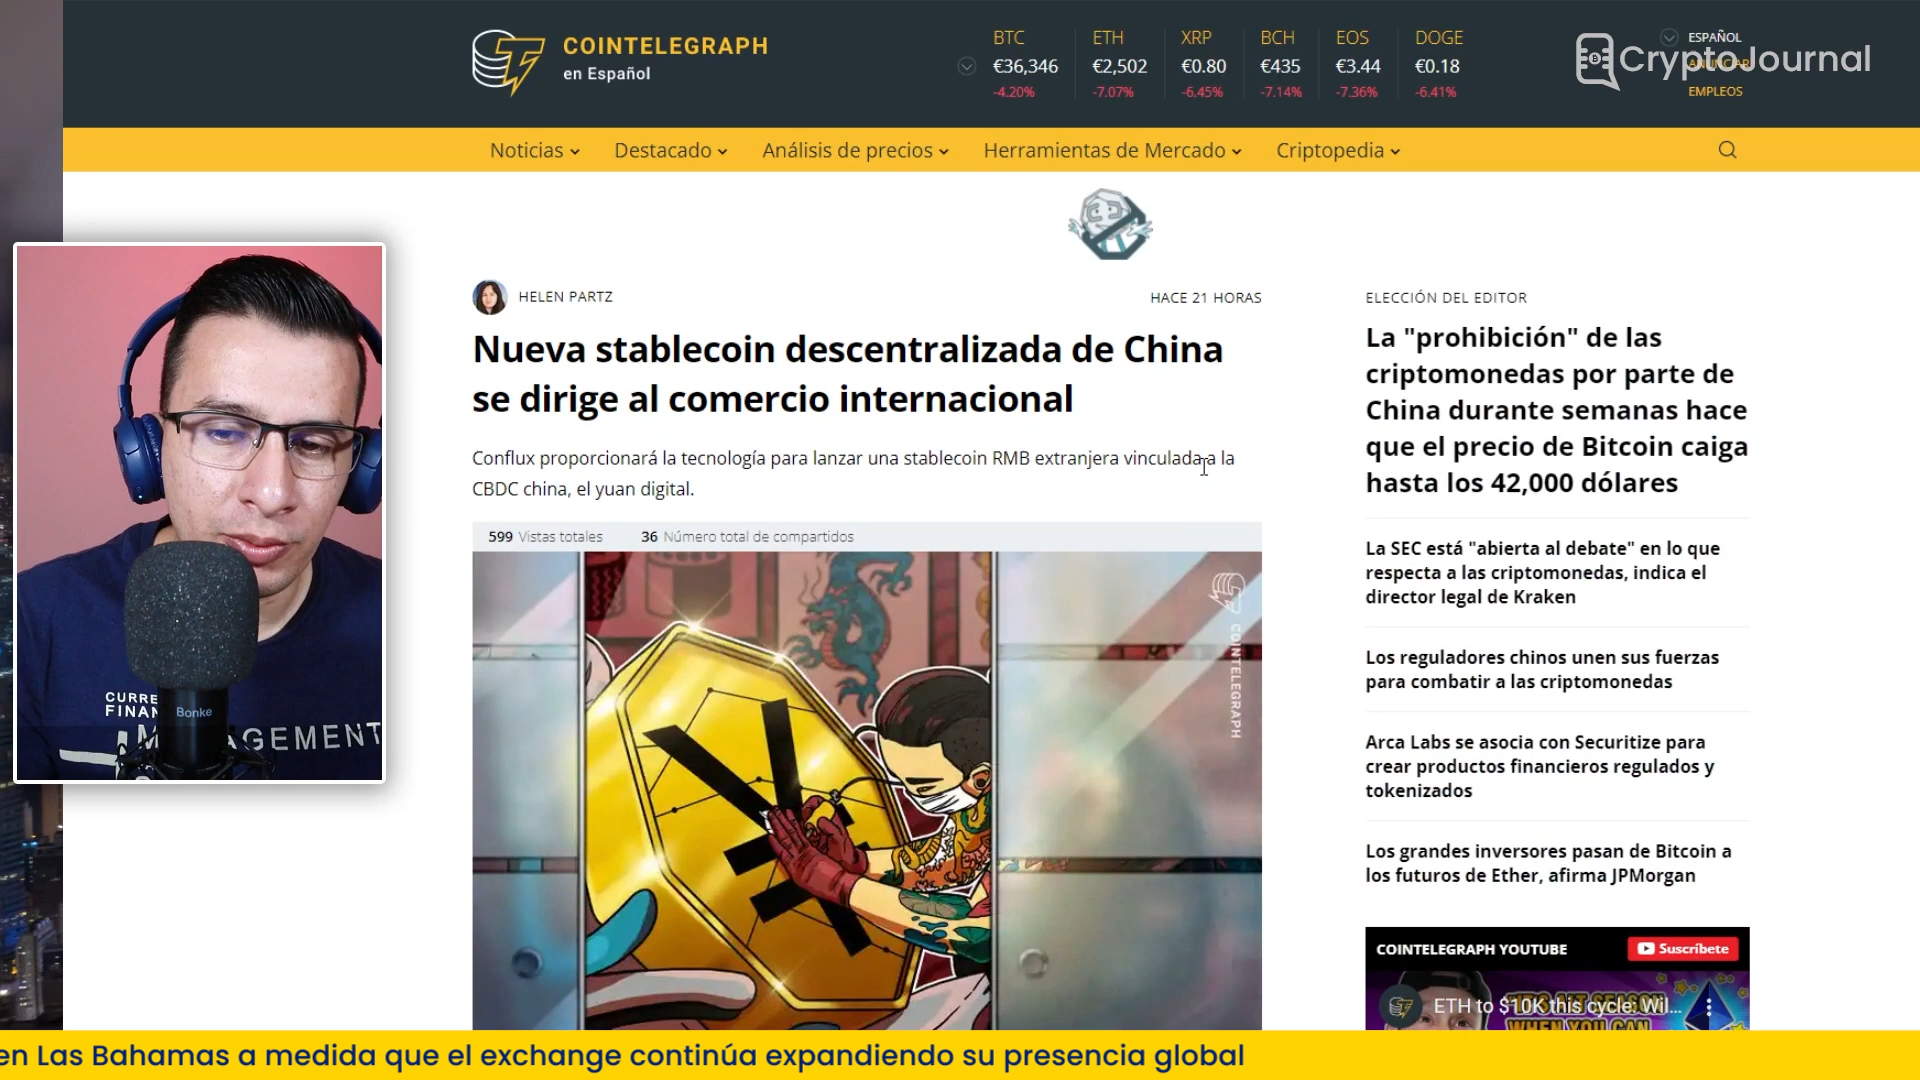 COINTELEGRAPH
en Español
BTC
€36,346
-4.20%
ETH
€2,502
-7.07%
XRP
€0.80
-6.45%
BCH
€435
-7.14%
EOS
€3.44
-7.36%
DOGE
€0.18
-6.41%
ESPAÑOL
ANUNCIAR
EMPLEOS
CryptoJournal
Noticias
Destacado
Análisis de precios
Herramientas de Mercado
Criptopedia
HELEN PARTZ
HACE 21 HORAS
Nueva stablecoin descentralizada de China
se dirige al comercio internacional
Conflux proporcionará la tecnología para lanzar una stablecoin RMB extranjera vinculada a la
CBDC china, el yuan digital.
599 Vistas totales
36 Número total de compartidos
COINTELEGRAPH
ELECCIÓN DEL EDITOR
La "prohibición" de las
criptomonedas por parte de
China durante semanas hace
que el precio de Bitcoin caiga
hasta los 42,000 dólares
La SEC está "abierta al debate" en lo que
respecta a las criptomonedas, indica el
director legal de Kraken
Los reguladores chinos unen sus fuerzas
para combatir a las criptomonedas
Arca Labs se asocia con Securitize para
crear productos financieros regulados y
tokenizados
Los grandes inversores pasan de Bitcoin a
los futuros de Ether, afirma JPMorgan
COINTELEGRAPH YOUTUBE
Suscríbete
ETH to $10K this cycle: Wil...
WHEN YOU CAN
CURRE
FINAN
Bonke
en Las Bahamas a medida que el exchange continúa expandiendo su presencia global